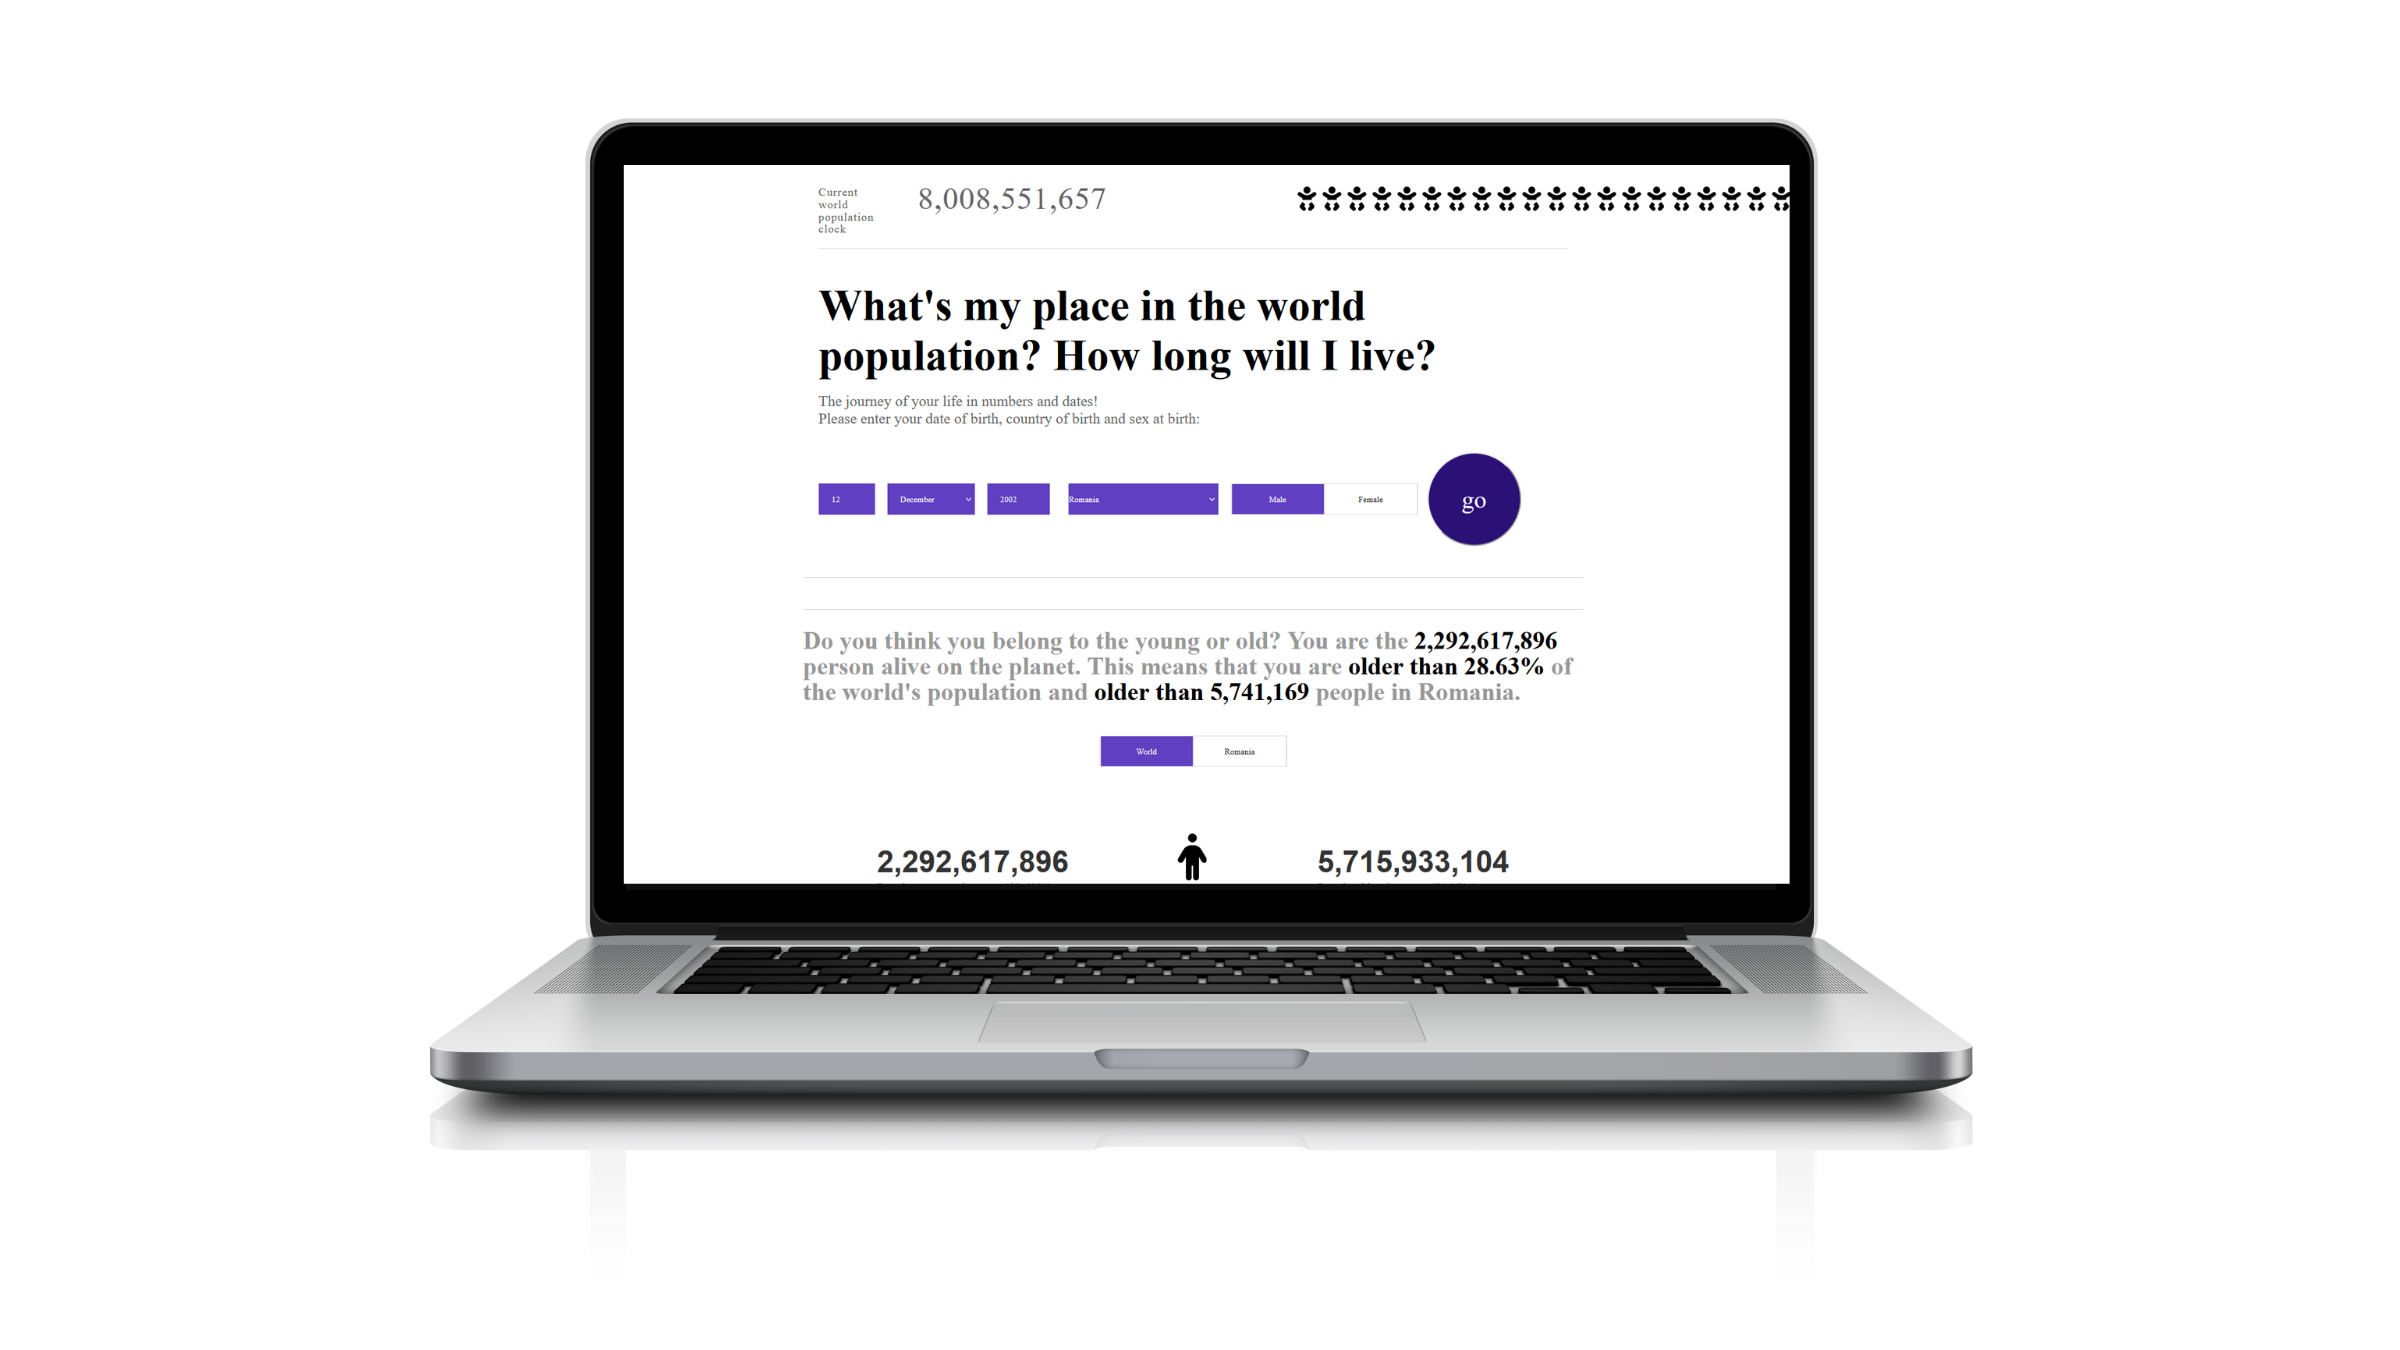 Current
world
population
clock
8,008,551,657
What's my place in the world
population? How long will I live?
The journey of your life in numbers and dates!
Please enter your date of birth, country of birth and sex at birth:
12 December 2002 Romania Male Female go
Do you think you belong to the young or old? You are the 2,292,617,896
person alive on the planet. This means that you are older than 28.63% of
the world's population and older than 5,741,169 people in Romania.
World Romania
2,292,617,896 5,715,933,104